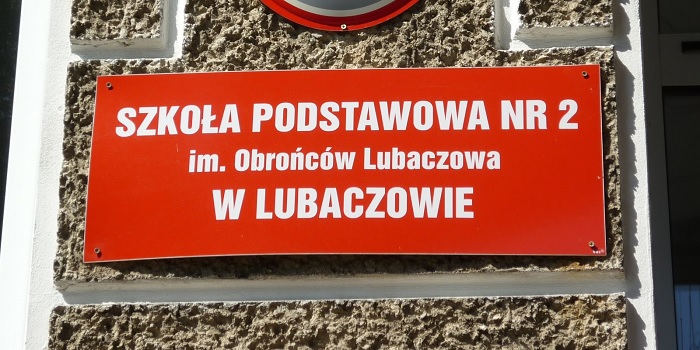 SZKOŁA PODSTAWOWA NR 2
im. Obrońców Lubaczowa
W LUBACZOWIE